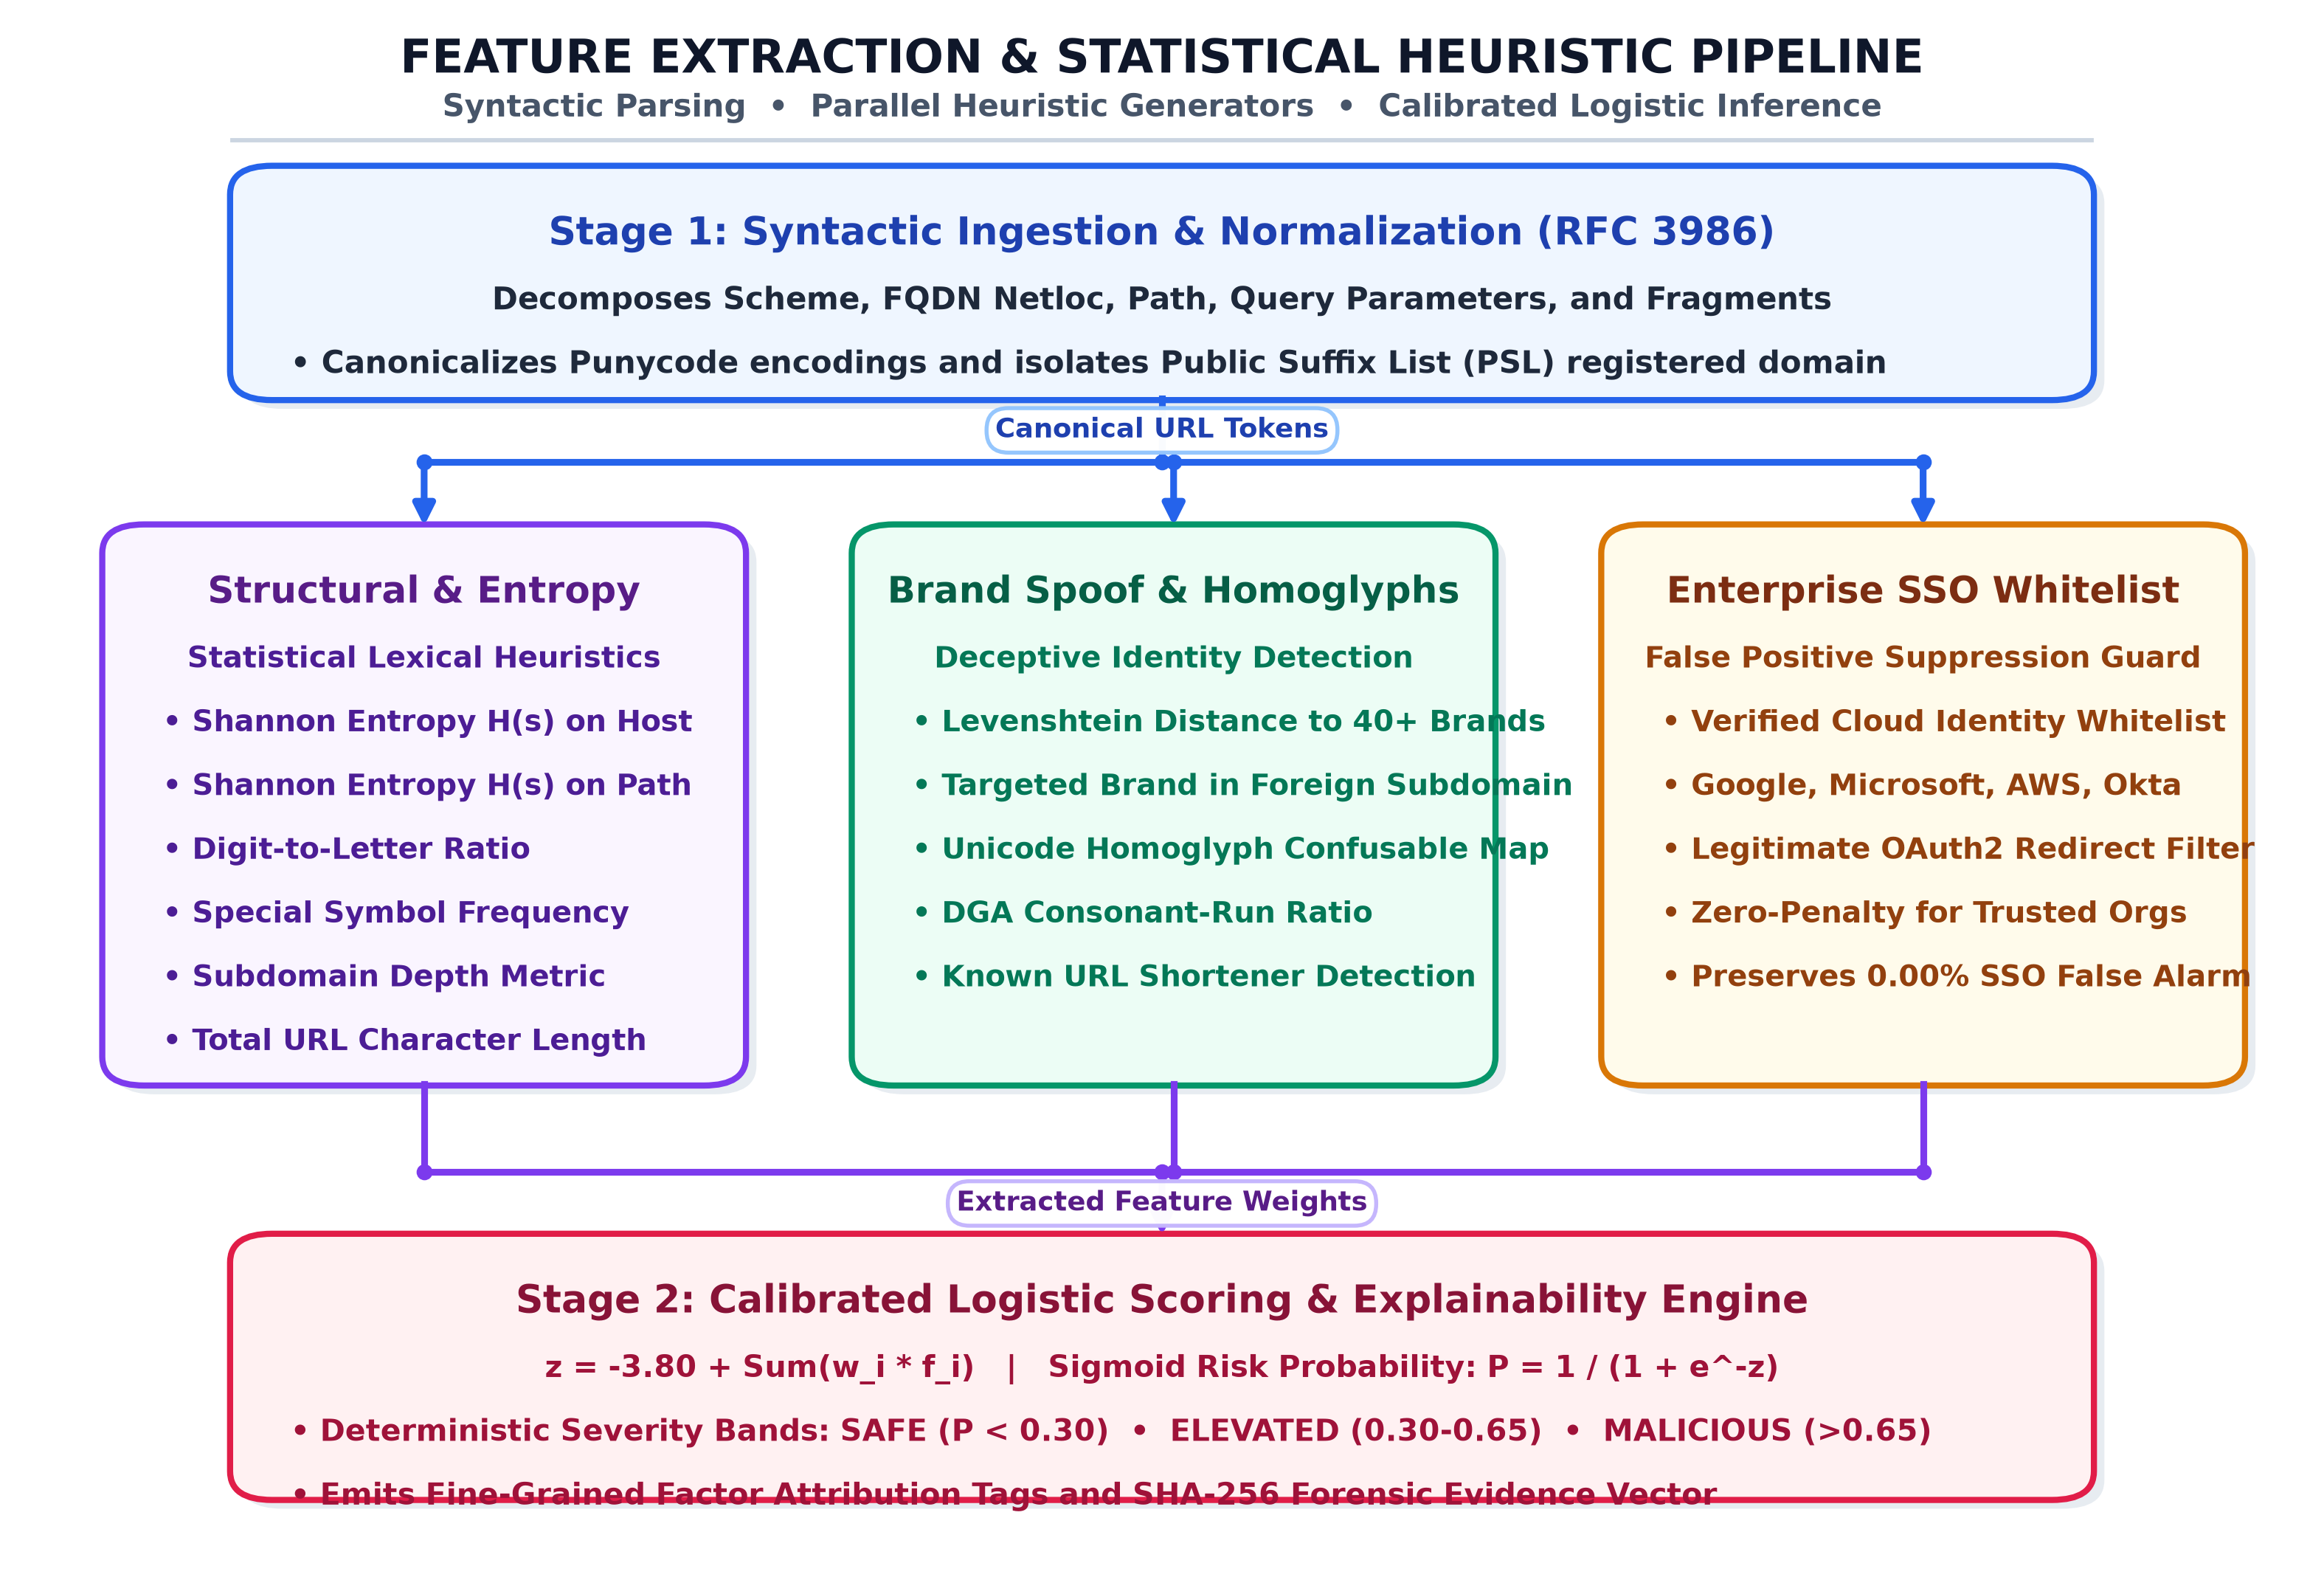 FEATURE EXTRACTION & STATISTICAL HEURISTIC PIPELINE
Syntactic Parsing • Parallel Heuristic Generators • Calibrated Logistic Inference
Stage 1: Syntactic Ingestion & Normalization (RFC 3986)
Decomposes Scheme, FQDN Netloc, Path, Query Parameters, and Fragments
• Canonicalizes Punycode encodings and isolates Public Suffix List (PSL) registered domain
Canonical URL Tokens
Structural & Entropy
Statistical Lexical Heuristics
• Shannon Entropy H(s) on Host
• Shannon Entropy H(s) on Path
• Digit-to-Letter Ratio
• Special Symbol Frequency
• Subdomain Depth Metric
• Total URL Character Length
Brand Spoof & Homoglyphs
Deceptive Identity Detection
• Levenshtein Distance to 40+ Brands
• Targeted Brand in Foreign Subdomain
• Unicode Homoglyph Confusable Map
• DGA Consonant-Run Ratio
• Known URL Shortener Detection
Enterprise SSO Whitelist
False Positive Suppression Guard
• Verified Cloud Identity Whitelist
• Google, Microsoft, AWS, Okta
• Legitimate OAuth2 Redirect Filter
• Zero-Penalty for Trusted Orgs
• Preserves 0.00% SSO False Alarm
Extracted Feature Weights
Stage 2: Calibrated Logistic Scoring & Explainability Engine
z = -3.80 + Sum(w_i * f_i) | Sigmoid Risk Probability: P = 1 / (1 + e^-z)
• Deterministic Severity Bands: SAFE (P < 0.30) • ELEVATED (0.30-0.65) • MALICIOUS (>0.65)
• Emits Fine-Grained Factor Attribution Tags and SHA-256 Forensic Evidence Vector